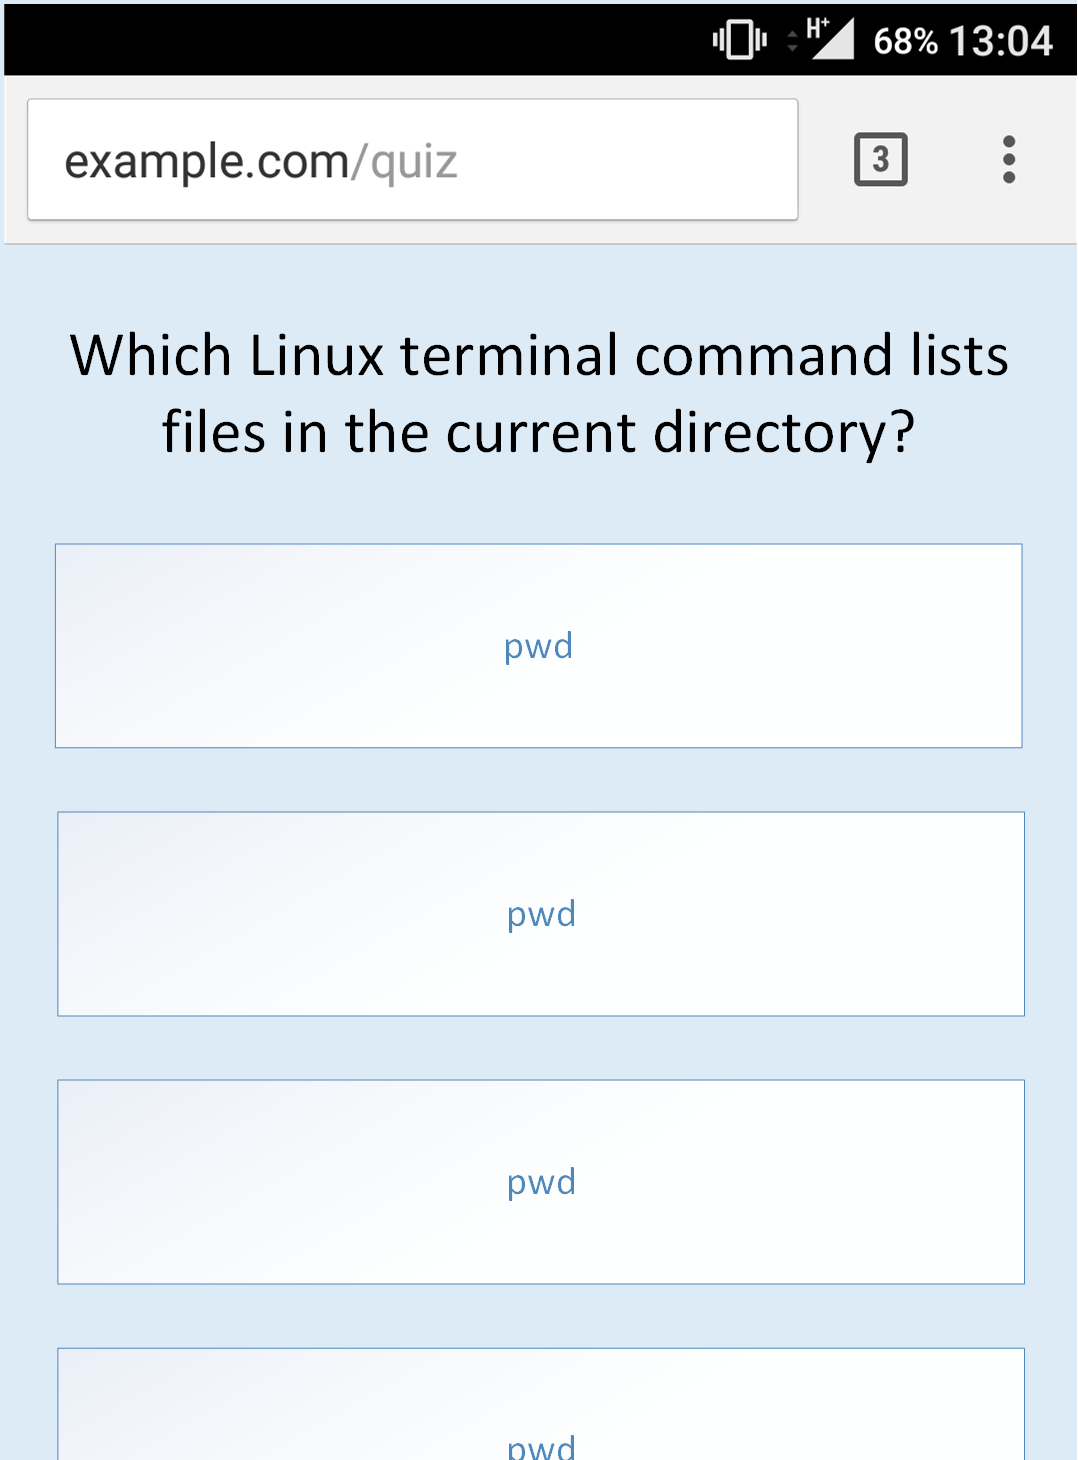 H+ 68% 13:04
example.com/quiz 3
Which Linux terminal command lists
files in the current directory?
pwd
pwd
pwd
pwd